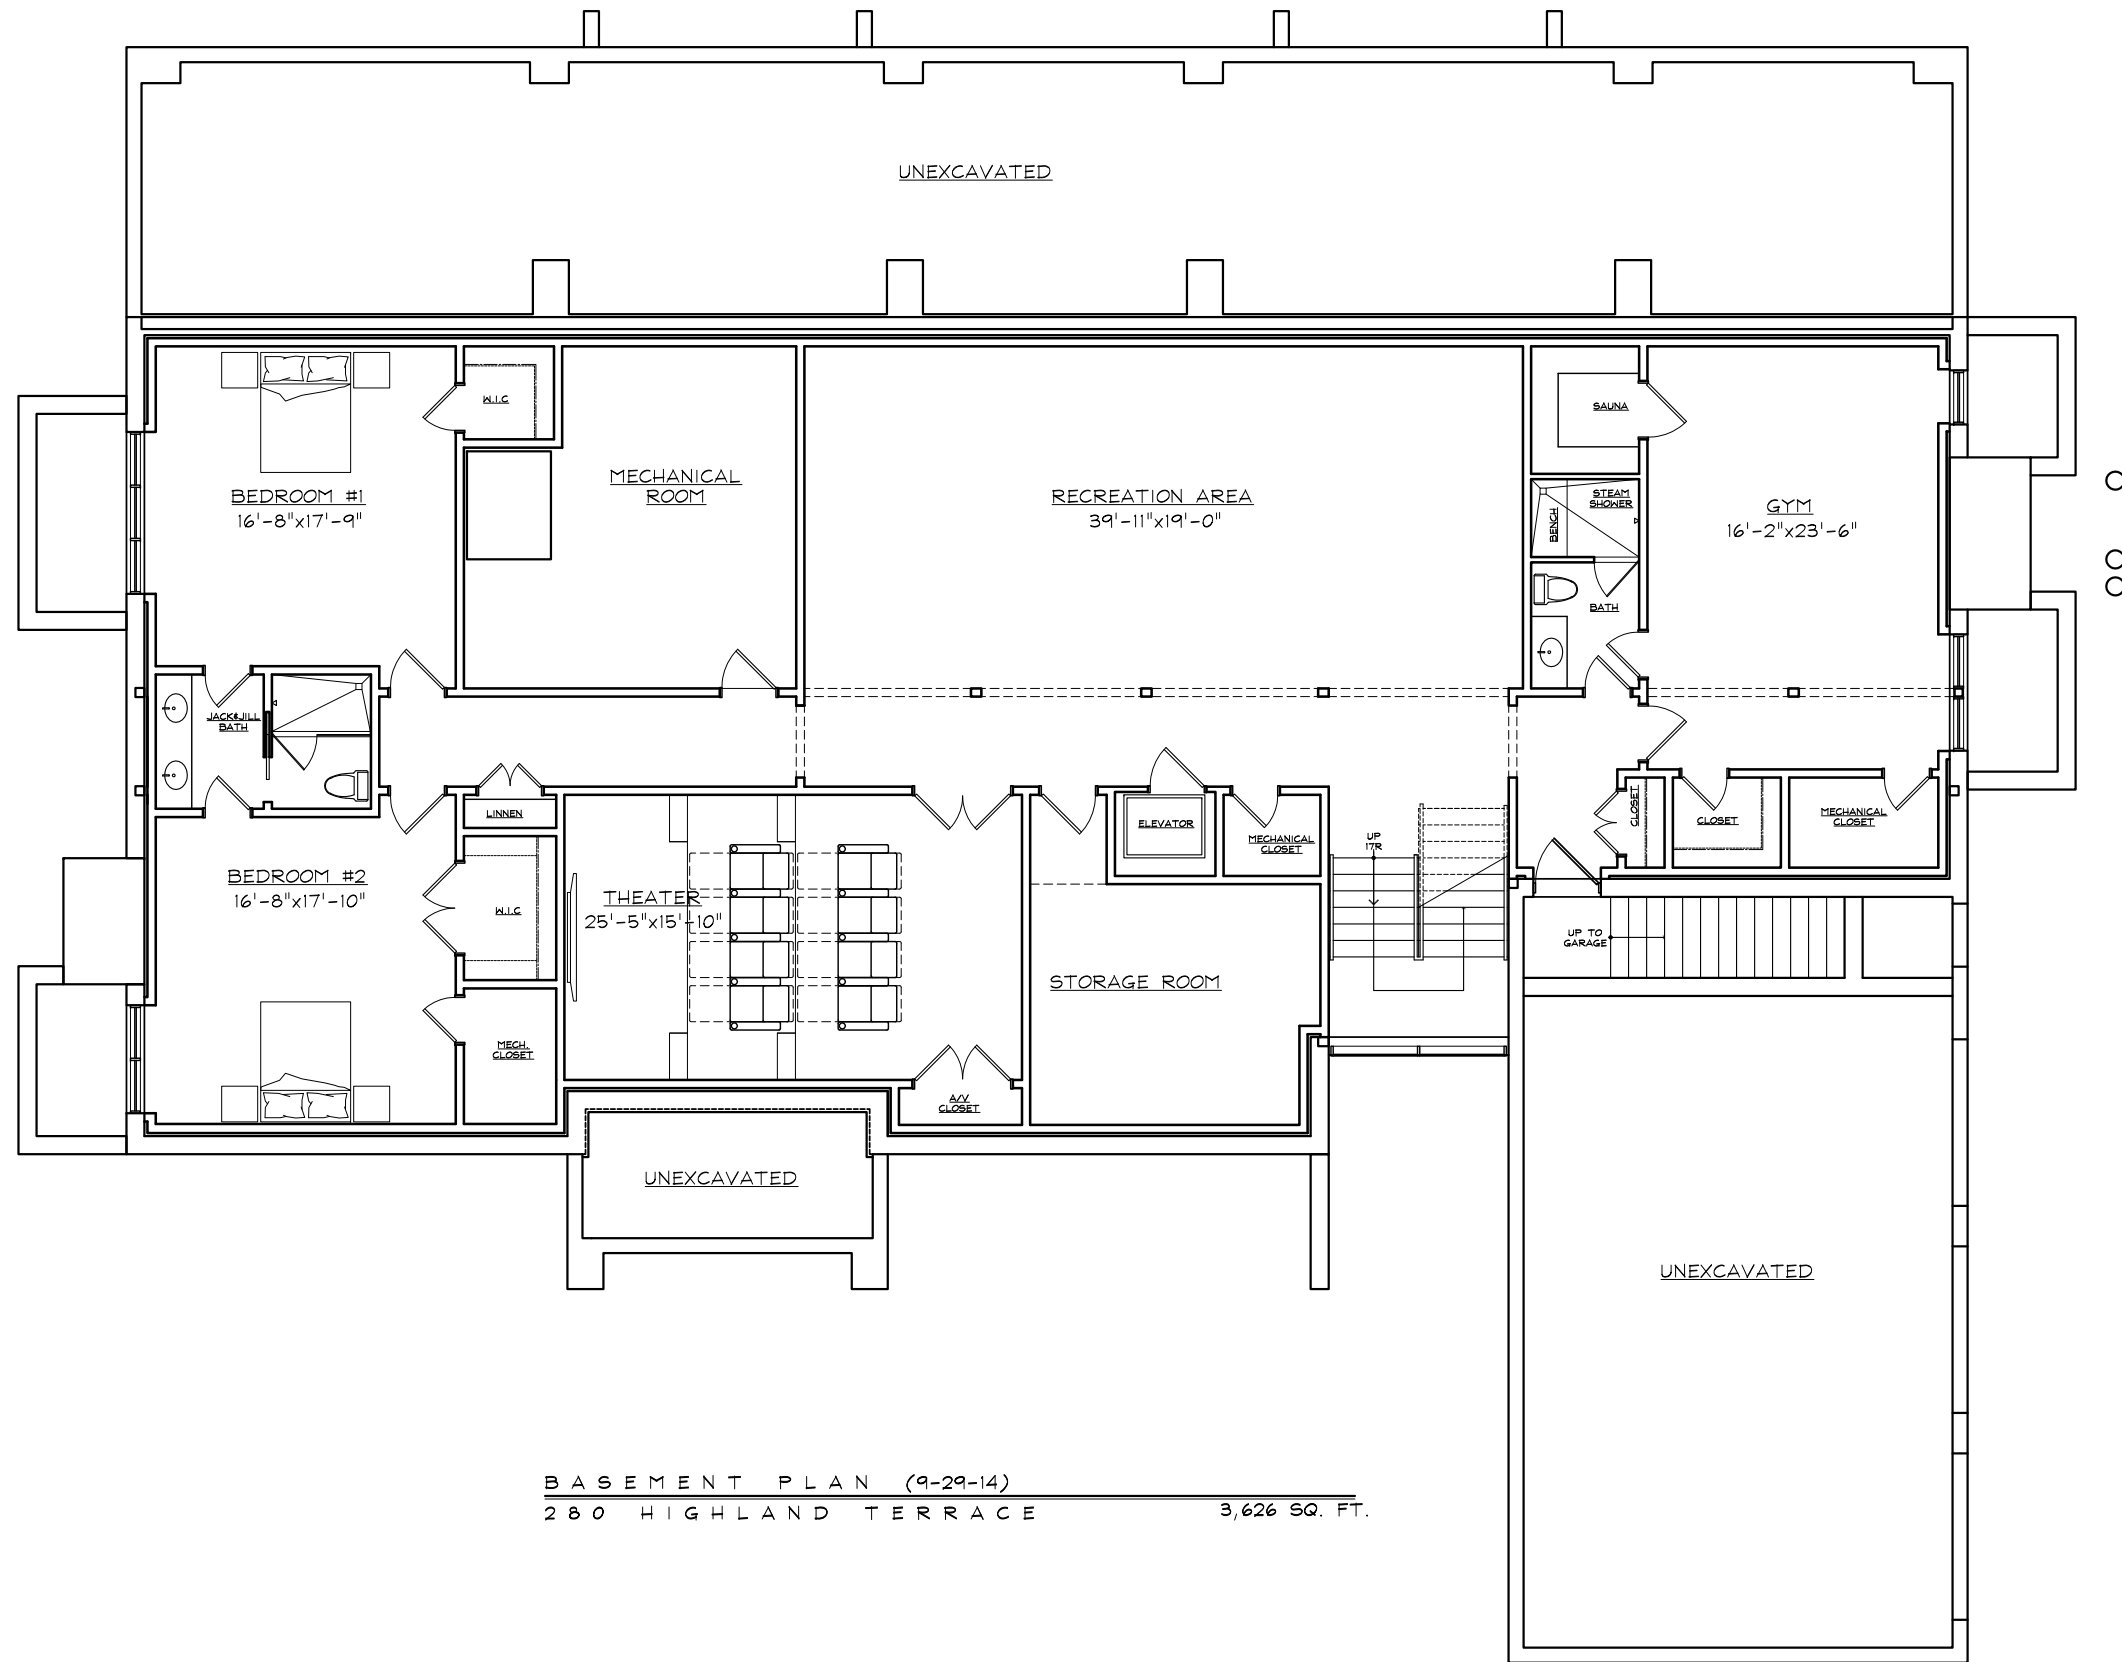 UNEXCAVATED
W.I.C
SAUNA
MECHANICAL
ROOM
BEDROOM #1
16'-8"x17'-9"
RECREATION AREA
39'-11"x19'-0"
STEAM
SHOWER
BENCH
GYM
16'-2"x23'-6"
BATH
JACK&JILL
BATH
LINNEN
ELEVATOR
MECHANICAL
CLOSET
UP
17R
CLOSET
CLOSET
MECHANICAL
CLOSET
BEDROOM #2
16'-8"x17'-10"
W.I.C
THEATER
25'-5"x15'-10"
UP TO
GARAGE
STORAGE ROOM
MECH.
CLOSET
A/V
CLOSET
UNEXCAVATED
UNEXCAVATED
BASEMENT PLAN (9-29-14)
280 HIGHLAND TERRACE 3,626 SQ. FT.